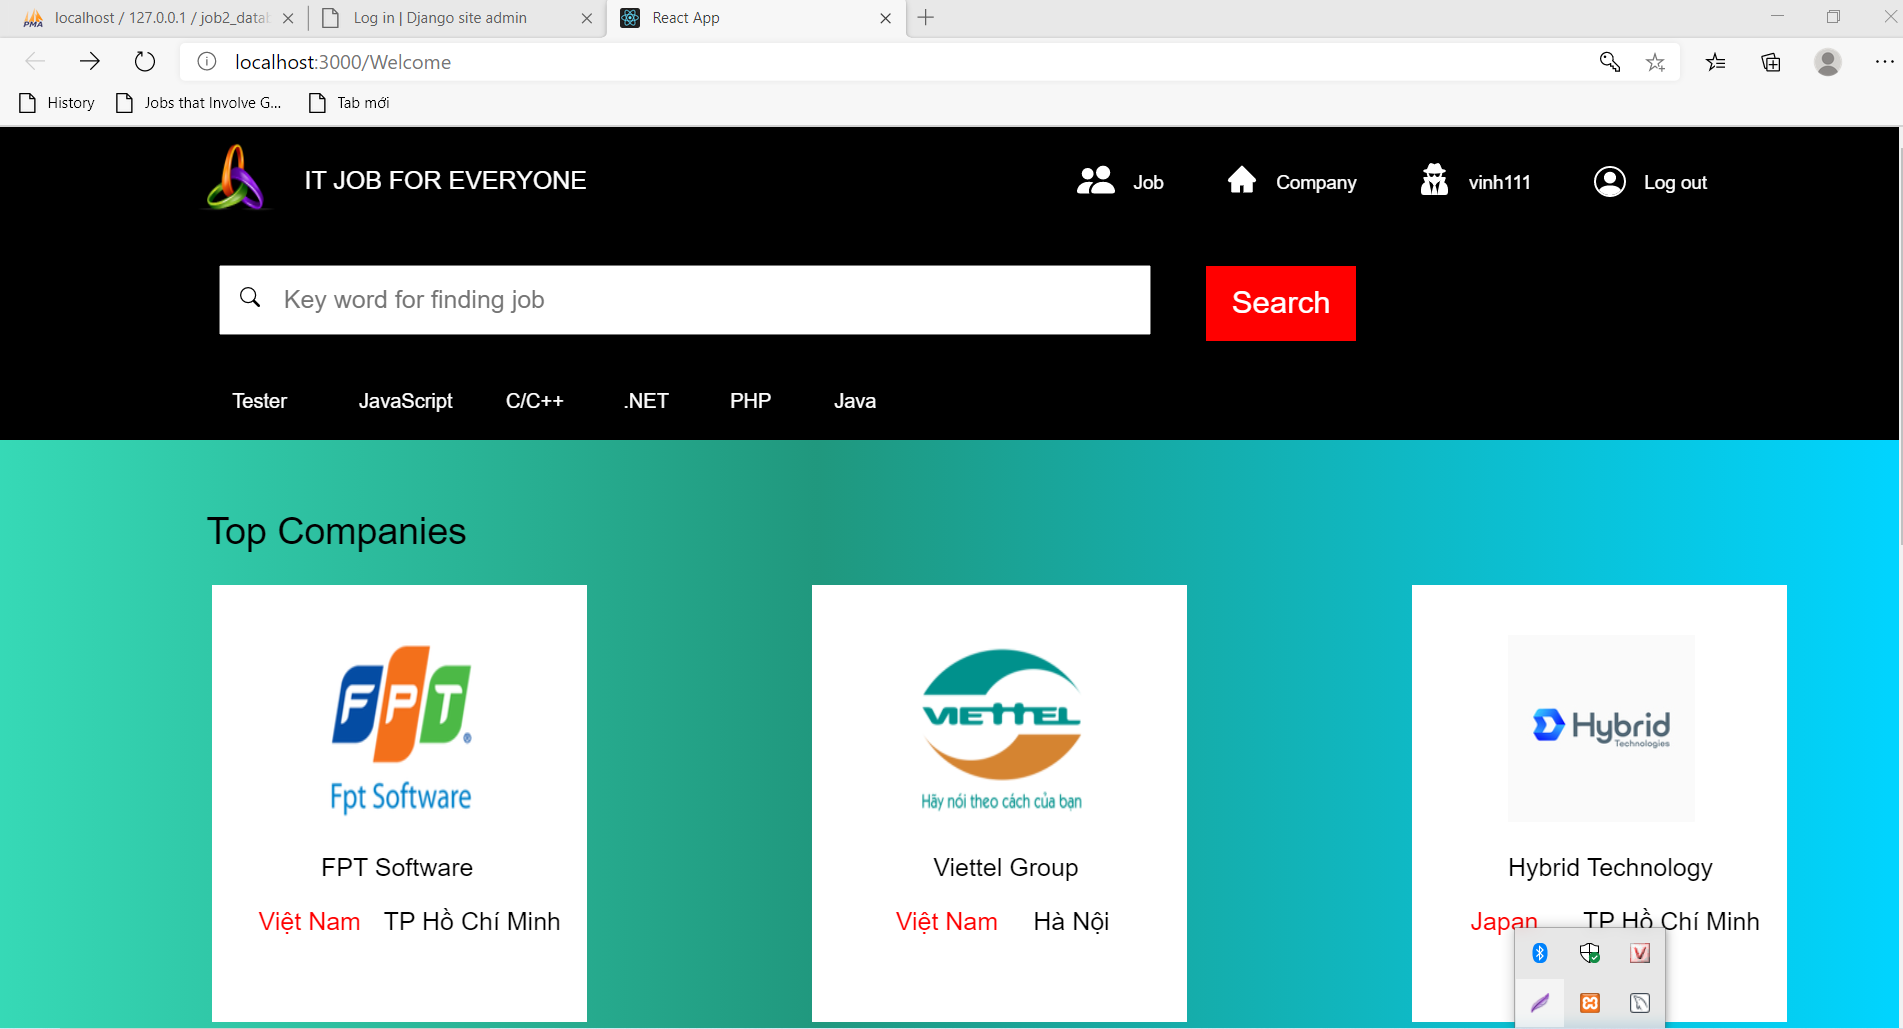 localhost / 127.0.0.1 / job2_datab
Log in | Django site admin
React App
localhost:3000/Welcome
History
Jobs that Involve G...
Tab mới
IT JOB FOR EVERYONE
Job
Company
vinh111
Log out
Key word for finding job
Search
Tester
JavaScript
C/C++
.NET
PHP
Java
Top Companies
FPT
Fpt Software
FPT Software
Việt Nam TP Hồ Chí Minh
VIETTEL
Hãy nói theo cách của bạn
Viettel Group
Việt Nam Hà Nội
Hybrid
Technologies
Hybrid Technology
Japan TP Hồ Chí Minh